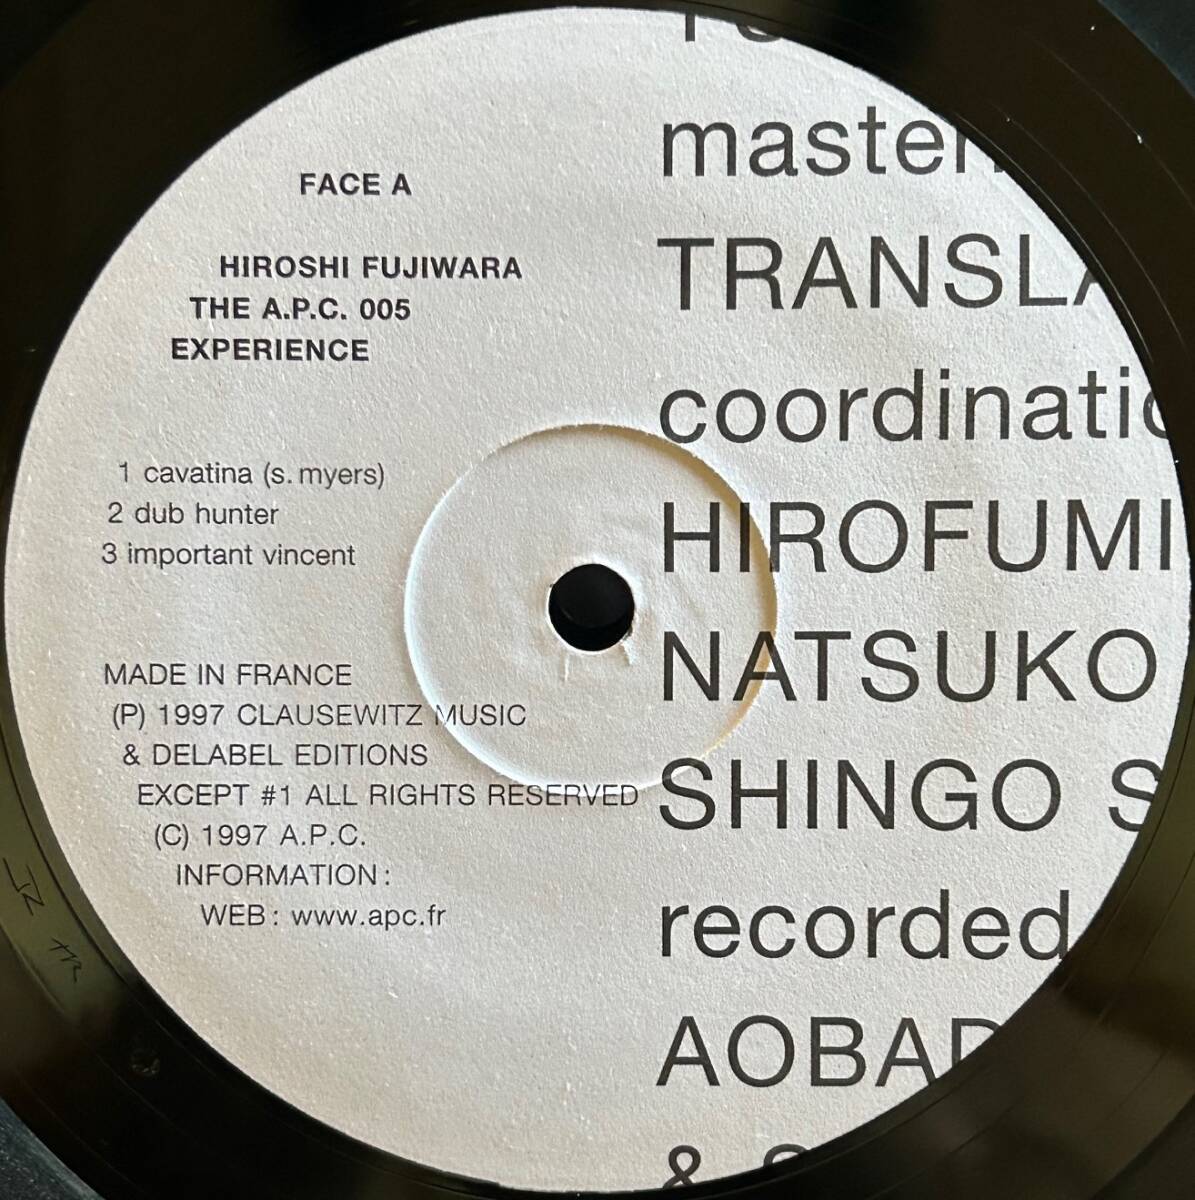 FACE A
HIROSHI FUJIWARA
THE A.P.C. 005
EXPERIENCE
1 cavatina (s. myers)
2 dub hunter
3 important vincent
MADE IN FRANCE
(P) 1997 CLAUSEWITZ MUSIC
& DELABEL EDITIONS
EXCEPT #1 ALL RIGHTS RESERVED
(C) 1997 A.P.C.
INFORMATION :
WEB : www.apc.fr
TRANSLA
coordinatio
HIROFUMI
NATSUKO
SHINGO S
recorded
AOBAD
&